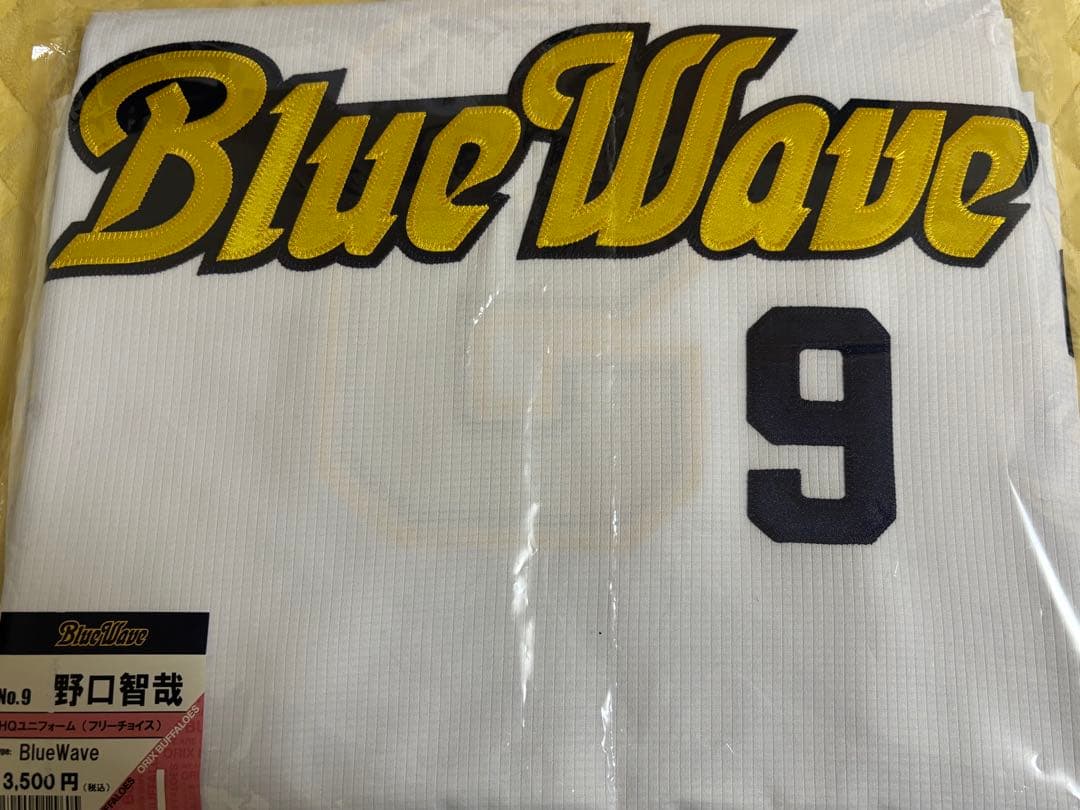 BlueWave
9
BlueWave
No.9 野口智哉
HQユニフォーム（フリーチョイス）
BlueWave
3,500円（税込）
ORIX BUFFALOES